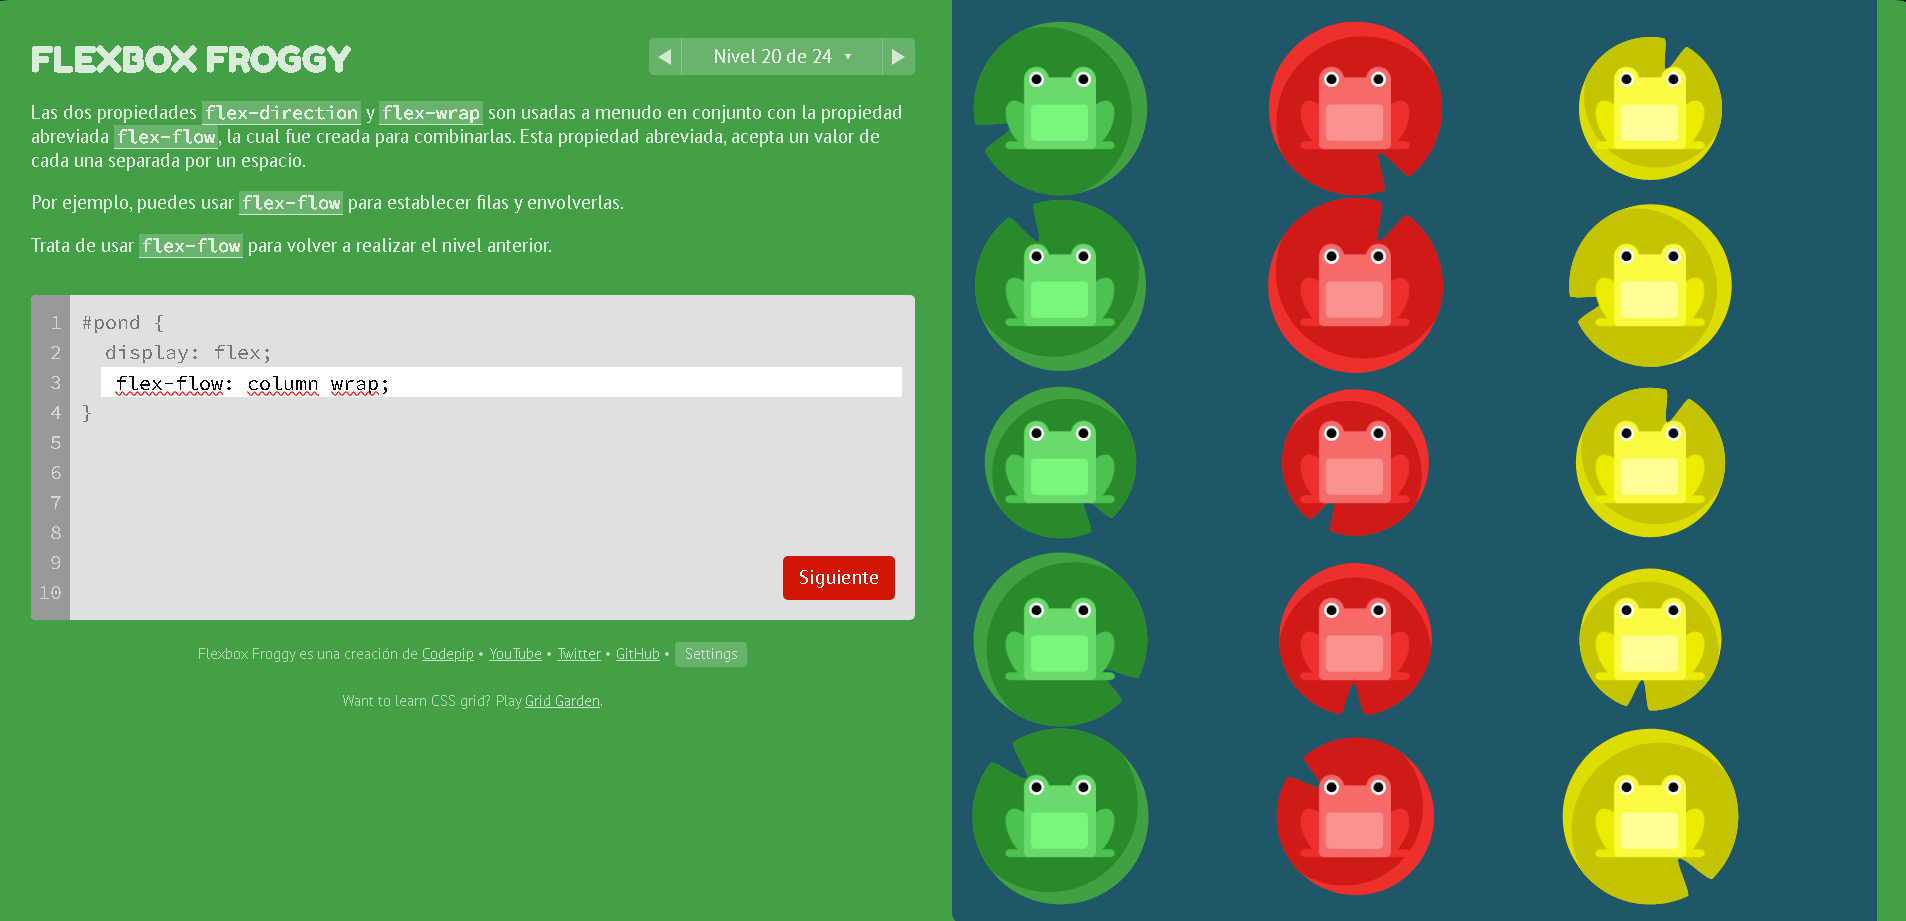 FLEXBOX FROGGY
◀ Nivel 20 de 24 ▼ ▶
Las dos propiedades flex-direction y flex-wrap son usadas a menudo en conjunto con la propiedad
abreviada flex-flow, la cual fue creada para combinarlas. Esta propiedad abreviada, acepta un valor de
cada una separada por un espacio.
Por ejemplo, puedes usar flex-flow para establecer filas y envolverlas.
Trata de usar flex-flow para volver a realizar el nivel anterior.
1 #pond {
2 display: flex;
3 flex-flow: column wrap;
4 }
5
6
7
8
9
10
Siguiente
Flexbox Froggy es una creación de Codepip • YouTube • Twitter • GitHub • Settings
Want to learn CSS grid? Play Grid Garden.